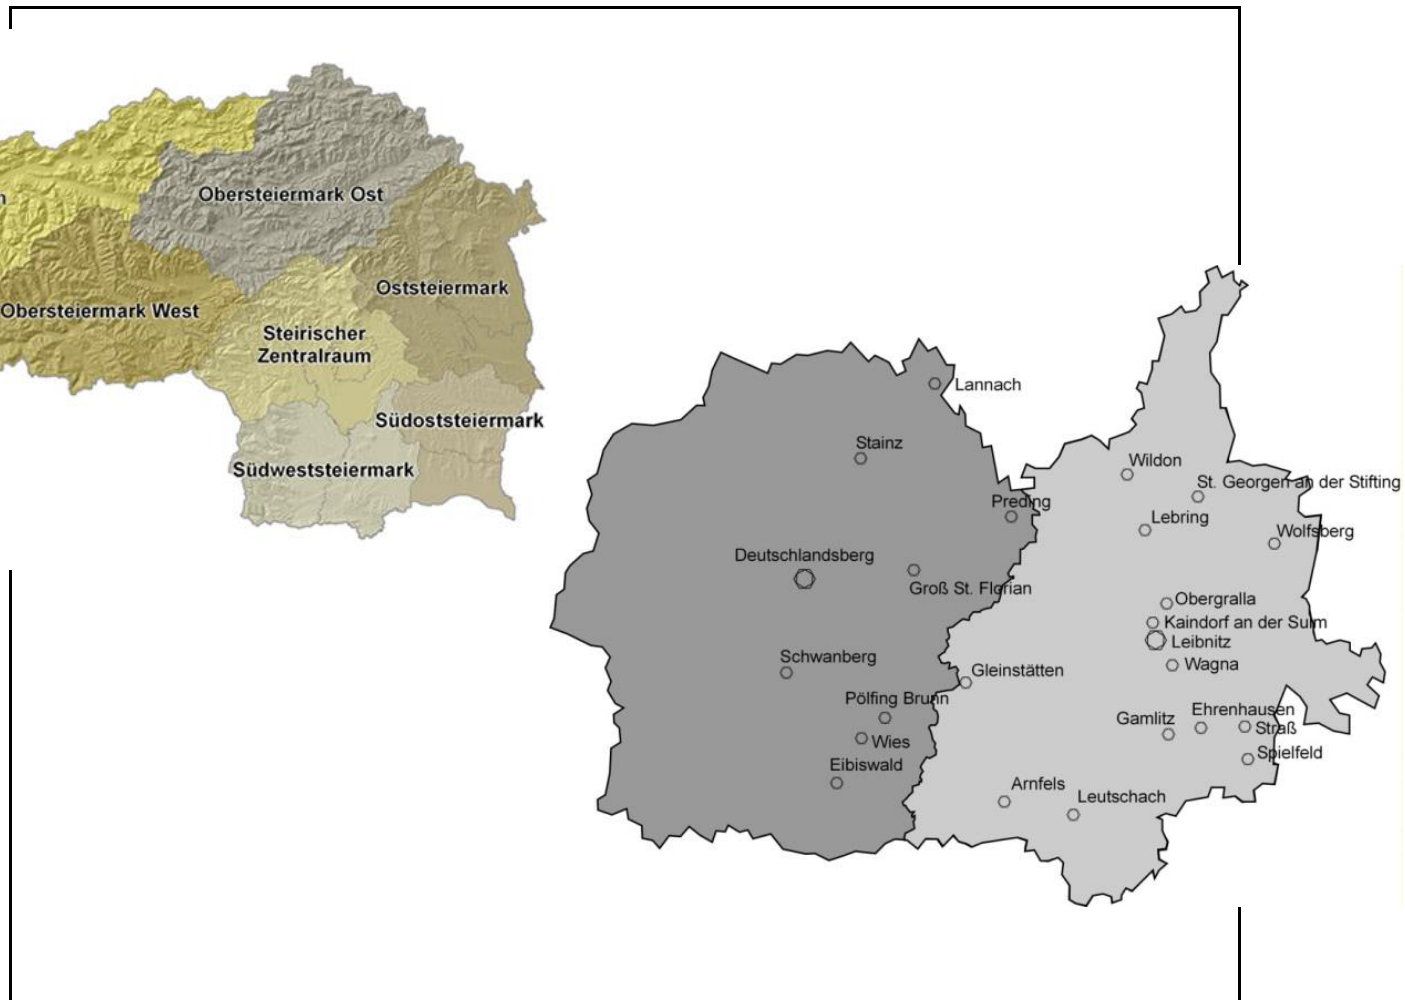 n
Obersteiermark Ost
Obersteiermark West
Oststeiermark
Steirischer
Zentralraum
Südoststeiermark
Südweststeiermark
Lannach
Stainz
Wildon
St. Georgen an der Stifting
Preding
Lebring
Wolfsberg
Deutschlandsberg
Groß St. Florian
Obergralla
Kaindorf an der Sulm
Leibnitz
Schwanberg
Wagna
Gleinstätten
Pölfing Brunn
Ehrenhausen
Gamlitz
Straß
Wies
Spielfeld
Eibiswald
Arnfels
Leutschach